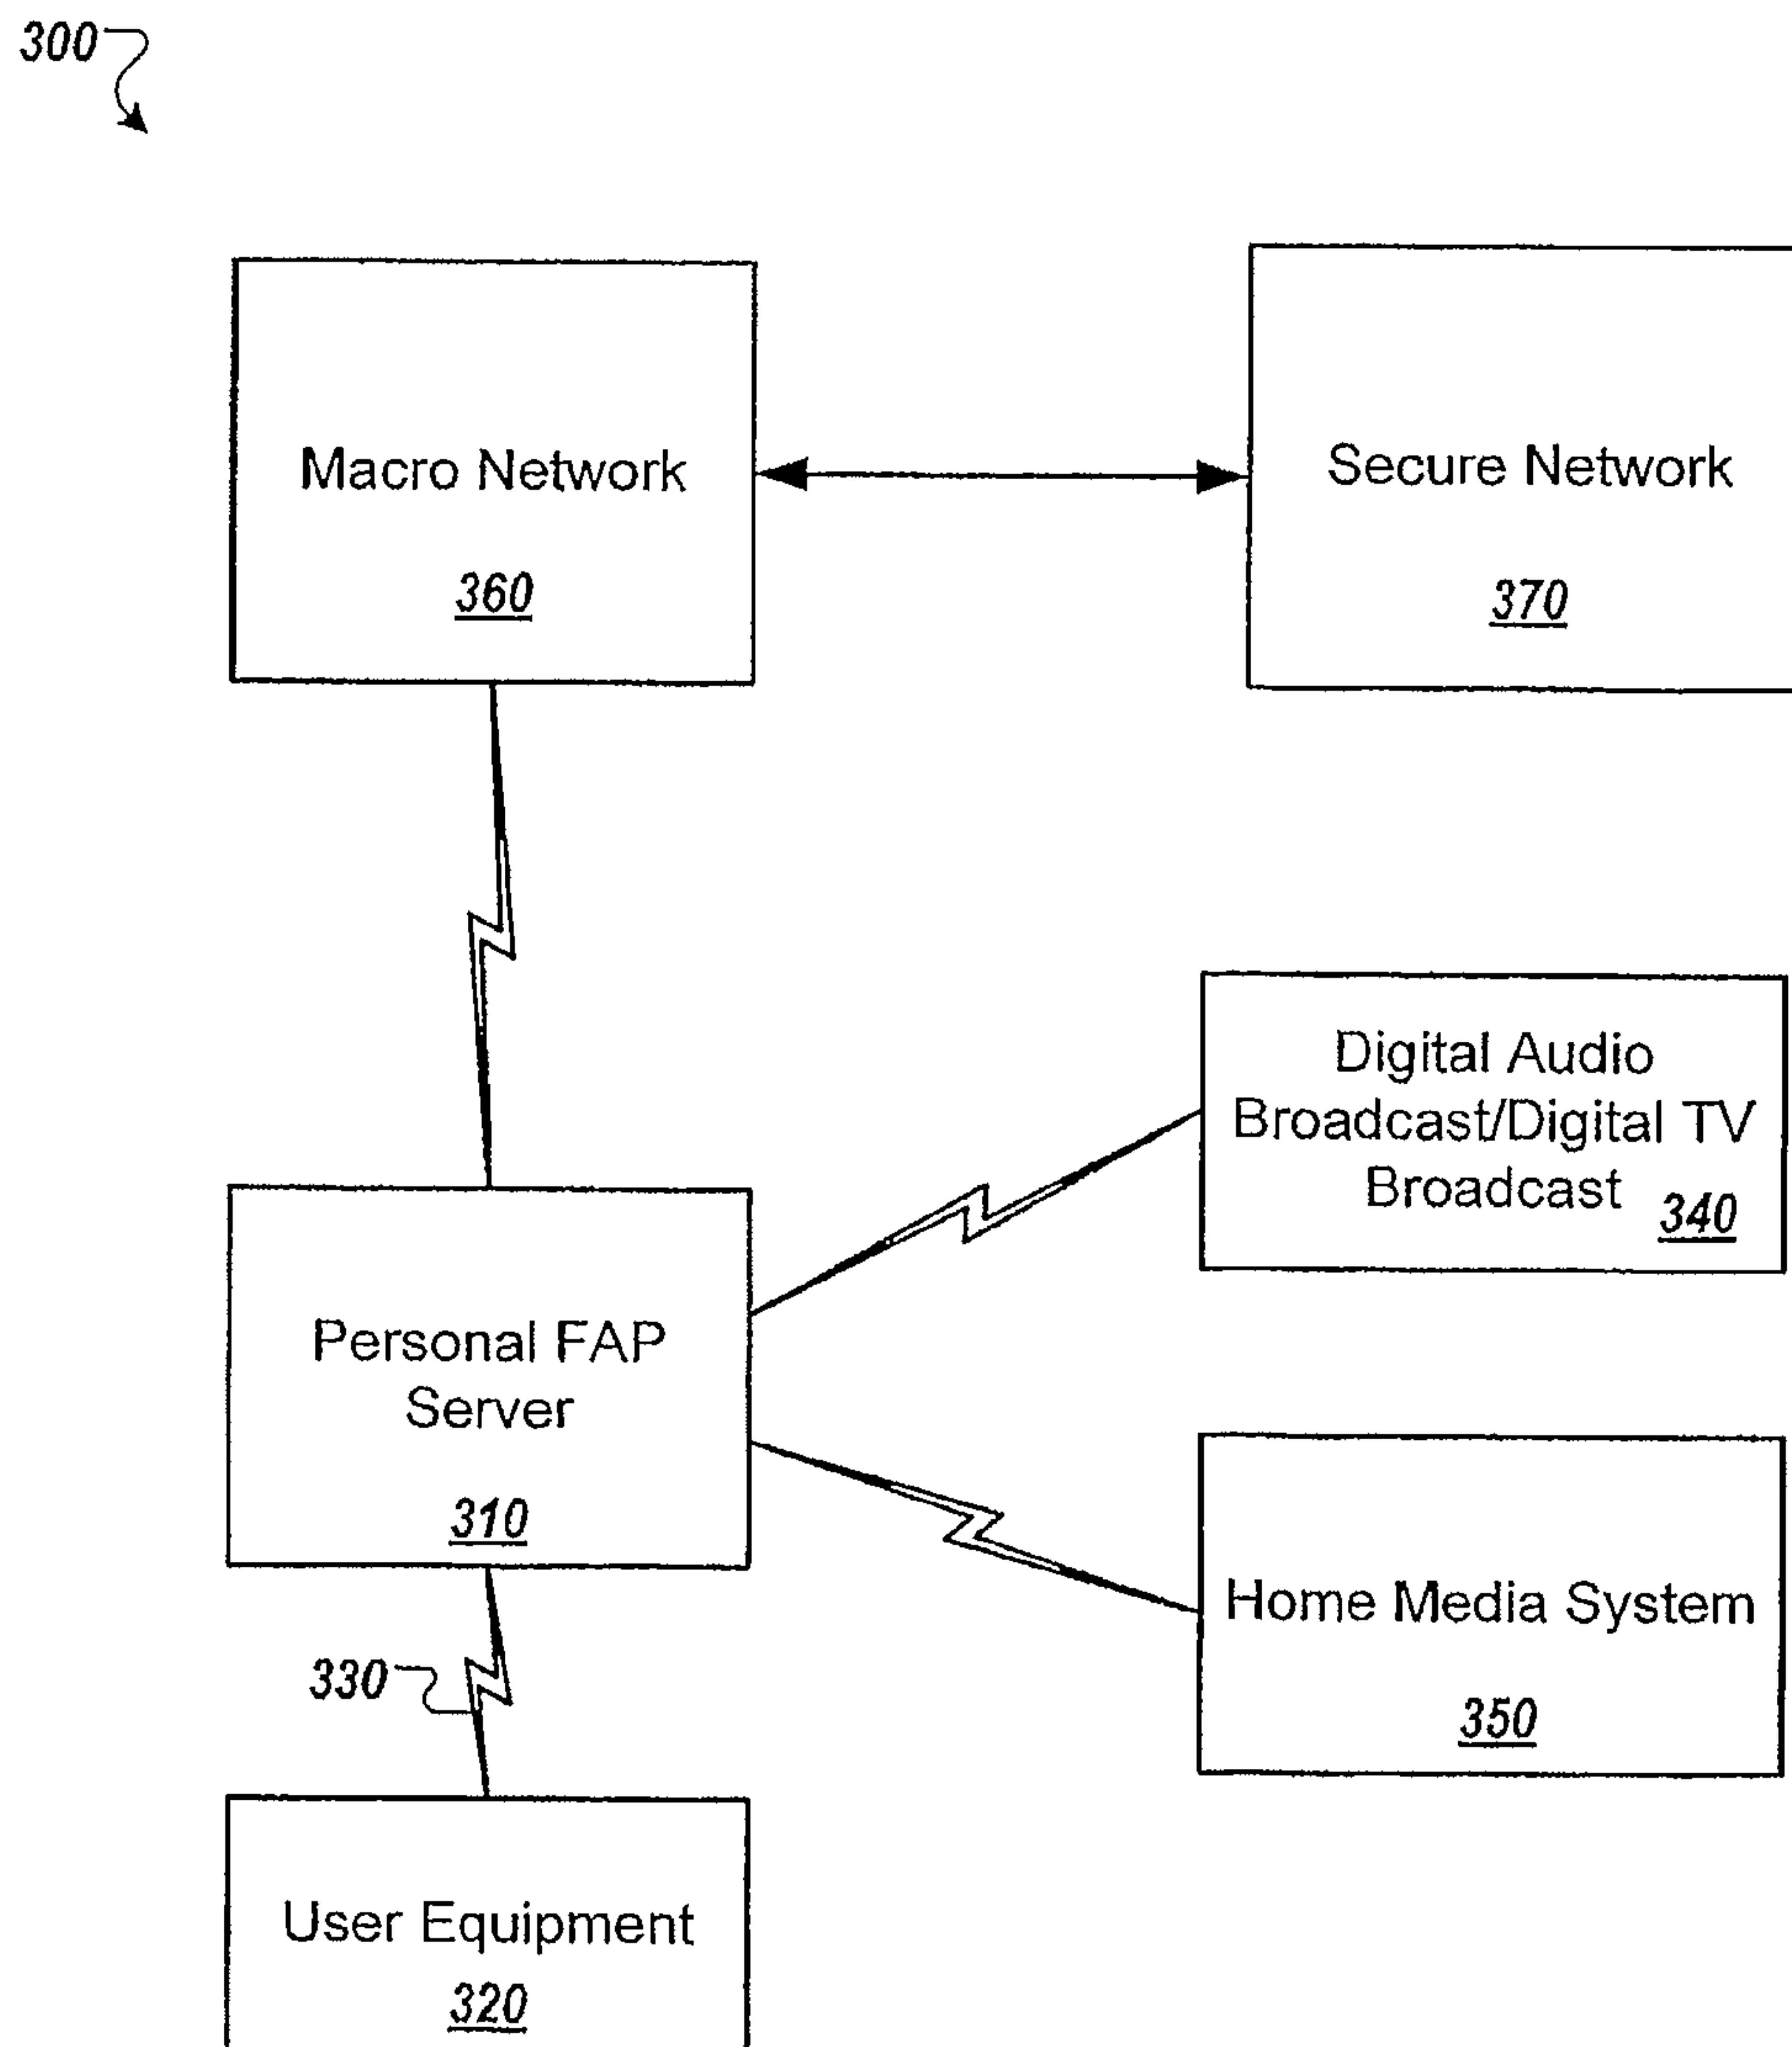 300
Macro Network
360
Secure Network
370
Digital Audio
Broadcast/Digital TV
Broadcast
340
Personal FAP
Server
310
Home Media System
350
330
User Equipment
320